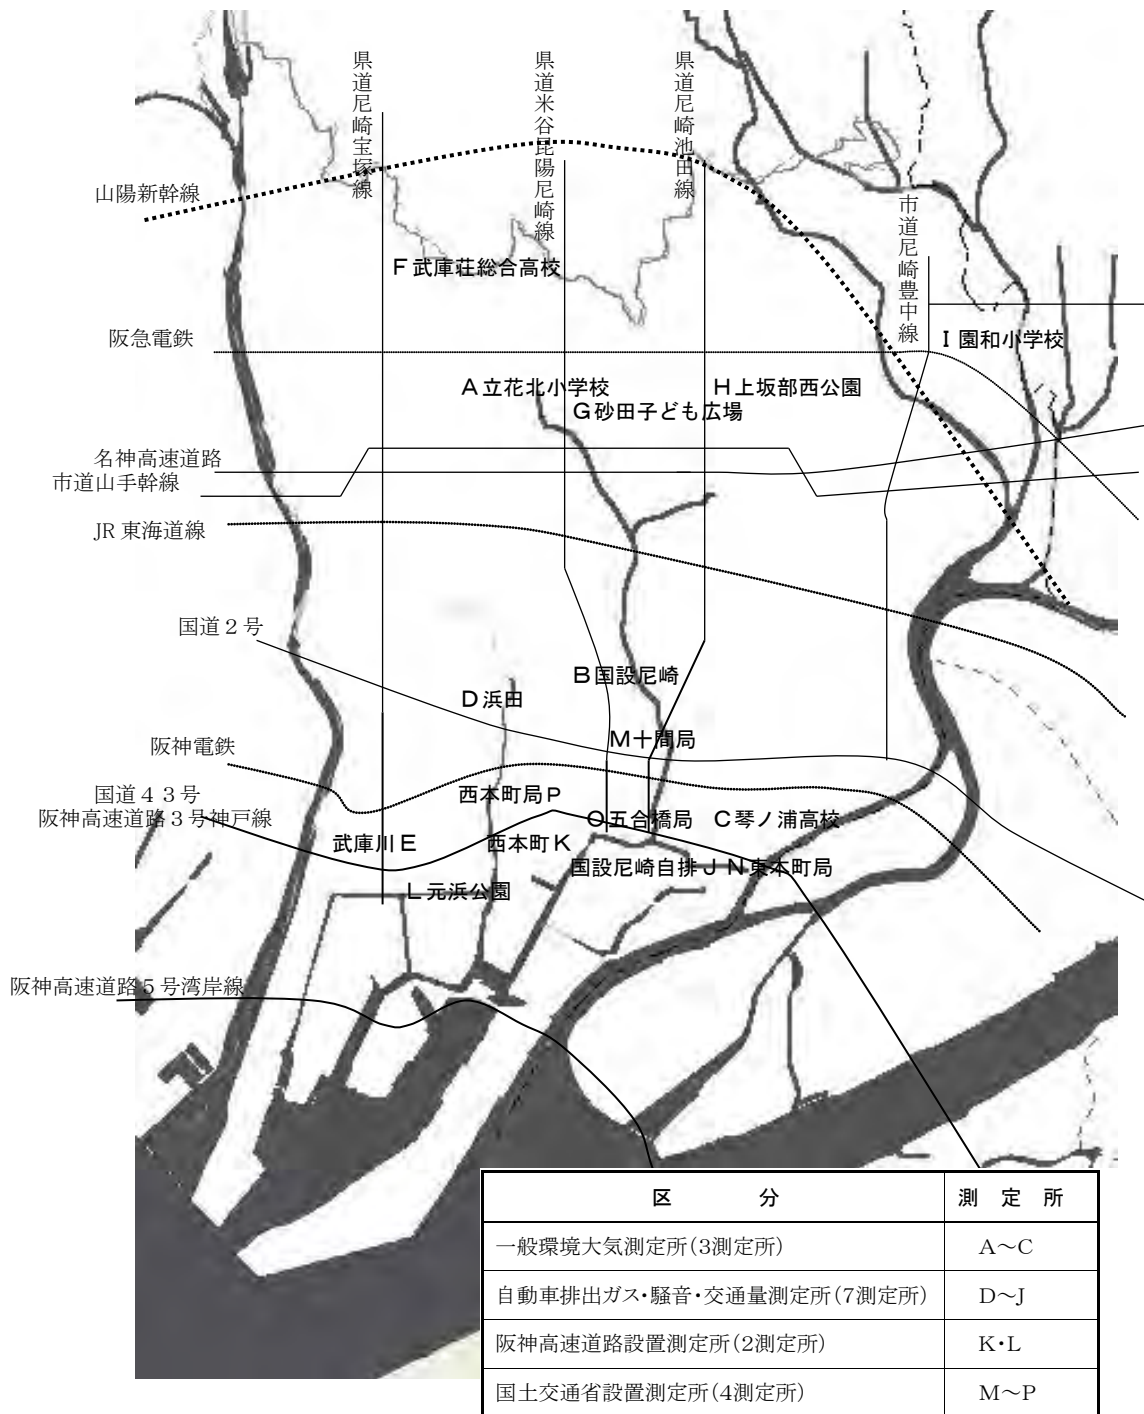 県道尼崎宝塚線
県道米谷昆陽尼崎線
県道尼崎池田線
山陽新幹線
市道尼崎豊中線
F 武庫荘総合高校
阪急電鉄
I 園和小学校
A 立花北小学校
H 上坂部西公園
G 砂田子ども広場
名神高速道路
市道山手幹線
JR 東海道線
国道２号
B 国設尼崎
D 浜田
M 十間局
阪神電鉄
国道４３号
西本町局 P
阪神高速道路３号神戸線
O 五合橋局
C 琴ノ浦高校
武庫川 E
西本町 K
国設尼崎自排 J
N 東本町局
L 元浜公園
阪神高速道路５号湾岸線
区 分 測 定 所
一般環境大気測定所（3測定所） A～C
自動車排出ガス・騒音・交通量測定所（7測定所） D～J
阪神高速道路設置測定所（2測定所） K・L
国土交通省設置測定所（4測定所） M～P